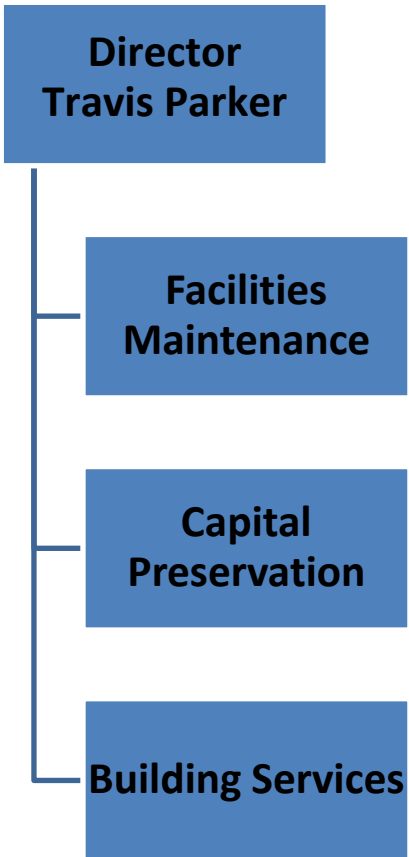 Director
Travis Parker
Facilities
Maintenance
Capital
Preservation
Building Services